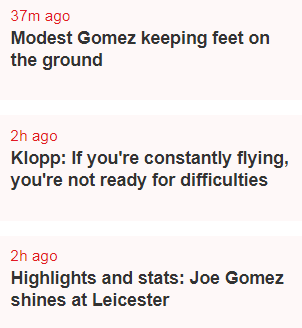 37m ago
Modest Gomez keeping feet on
the ground
2h ago
Klopp: If you're constantly flying,
you're not ready for difficulties
2h ago
Highlights and stats: Joe Gomez
shines at Leicester